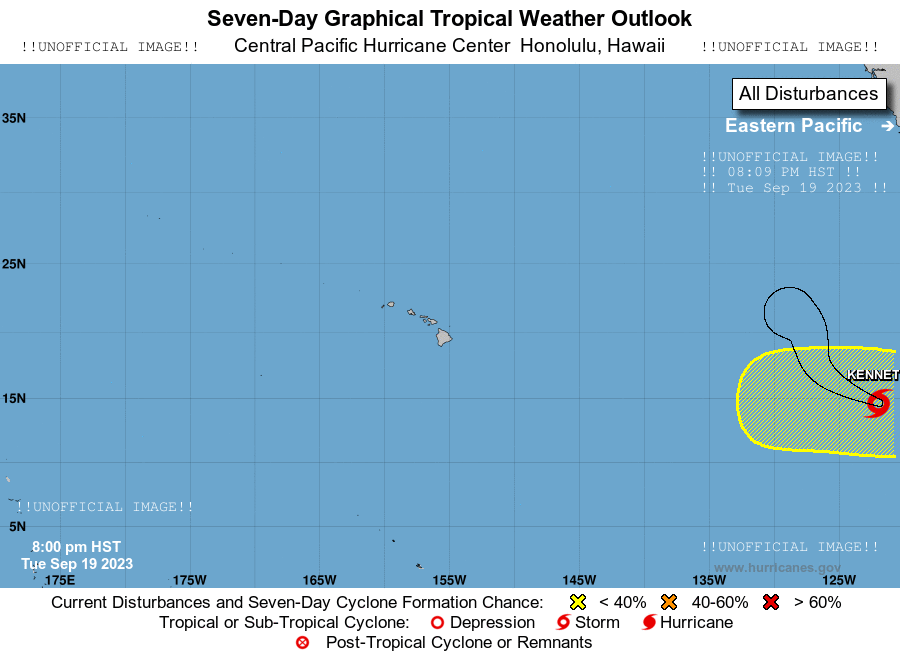 Seven-Day Graphical Tropical Weather Outlook
!!UNOFFICIAL IMAGE!! Central Pacific Hurricane Center Honolulu, Hawaii !!UNOFFICIAL IMAGE!!
All Disturbances
35N
Eastern Pacific →
!!UNOFFICIAL IMAGE!!
!! 08:09 PM HST !!
!! Tue Sep 19 2023 !!
25N
KENNET
15N
!!UNOFFICIAL IMAGE!!
5N
8:00 pm HST
!!UNOFFICIAL IMAGE!!
Tue Sep 19 2023
www.hurricanes.gov
175E 175W 165W 155W 145W 135W 125W
Current Disturbances and Seven-Day Cyclone Formation Chance: < 40% 40-60% > 60%
Tropical or Sub-Tropical Cyclone: Depression Storm Hurricane
Post-Tropical Cyclone or Remnants